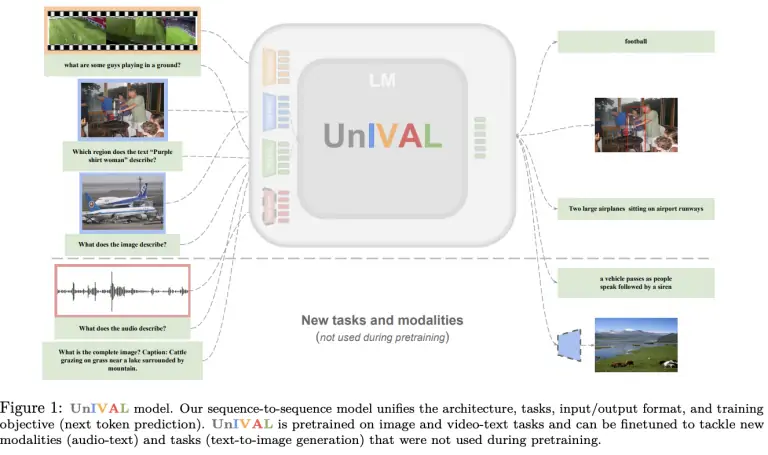 what are some guys playing in a ground?
Which region does the text "Purple
shirt woman" describe?
What does the image describe?
What does the audio describe?
What is the complete image? Caption: Cattle
grazing on grass near a lake surrounded by
mountain.
LM
UnIVAL
New tasks and modalities
(not used during pretraining)
football
Two large airplanes sitting on airport runways
a vehicle passes as people
speak followed by a siren
Figure 1: UnIVAL model. Our sequence-to-sequence model unifies the architecture, tasks, input/output format, and training
objective (next token prediction). UnIVAL is pretrained on image and video-text tasks and can be finetuned to tackle new
modalities (audio-text) and tasks (text-to-image generation) that were not used during pretraining.